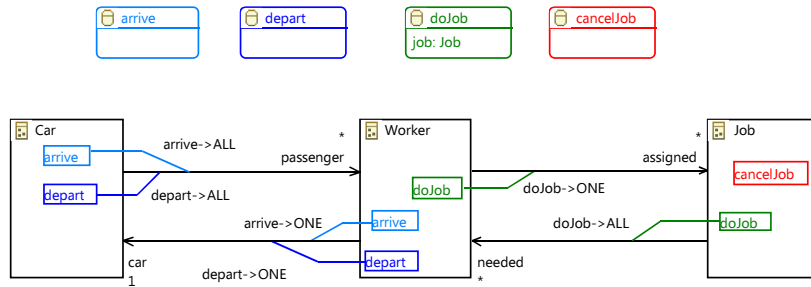 arrive
depart
doJob
job: Job
cancelJob
Car
arrive
depart
arrive->ALL
depart->ALL
*
passenger
Worker
doJob
arrive
depart
arrive->ONE
depart->ONE
car
1
*
assigned
doJob->ONE
doJob->ALL
needed
*
Job
cancelJob
doJob